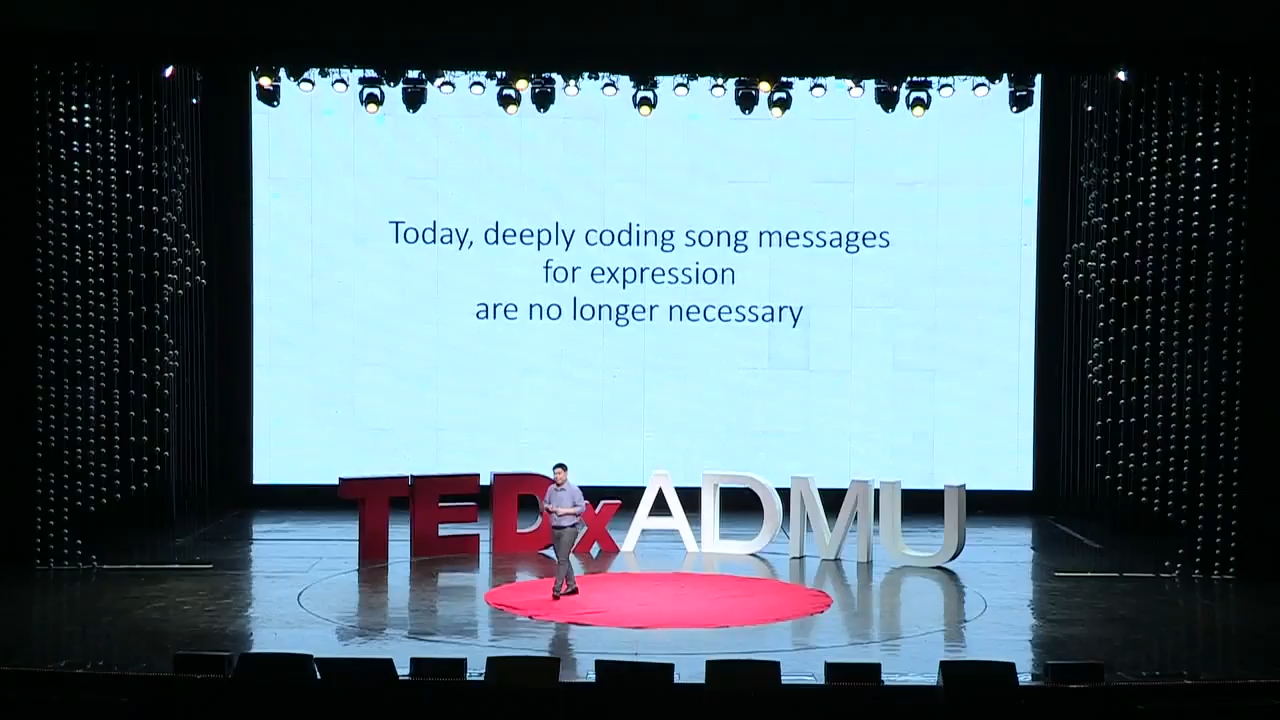 Today, deeply coding song messages
for expression
are no longer necessary
TEDxADMU